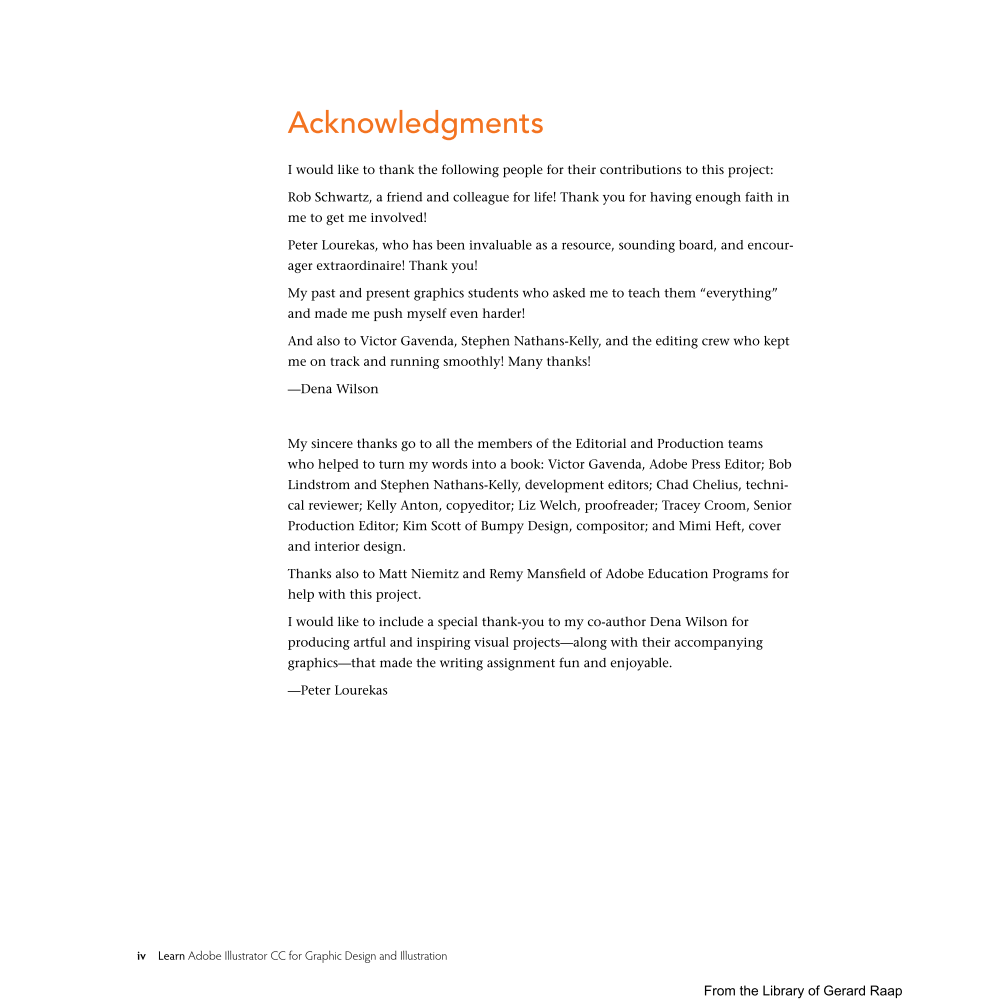 Acknowledgments
I would like to thank the following people for their contributions to this project:
Rob Schwartz, a friend and colleague for life! Thank you for having enough faith in
me to get me involved!
Peter Lourekas, who has been invaluable as a resource, sounding board, and encour-
ager extraordinaire! Thank you!
My past and present graphics students who asked me to teach them “everything”
and made me push myself even harder!
And also to Victor Gavenda, Stephen Nathans-Kelly, and the editing crew who kept
me on track and running smoothly! Many thanks!
—Dena Wilson
My sincere thanks go to all the members of the Editorial and Production teams
who helped to turn my words into a book: Victor Gavenda, Adobe Press Editor; Bob
Lindstrom and Stephen Nathans-Kelly, development editors; Chad Chelius, techni-
cal reviewer; Kelly Anton, copyeditor; Liz Welch, proofreader; Tracey Croom, Senior
Production Editor; Kim Scott of Bumpy Design, compositor; and Mimi Heft, cover
and interior design.
Thanks also to Matt Niemitz and Remy Mansfield of Adobe Education Programs for
help with this project.
I would like to include a special thank-you to my co-author Dena Wilson for
producing artful and inspiring visual projects—along with their accompanying
graphics—that made the writing assignment fun and enjoyable.
—Peter Lourekas
iv Learn Adobe Illustrator CC for Graphic Design and Illustration
From the Library of Gerard Raap